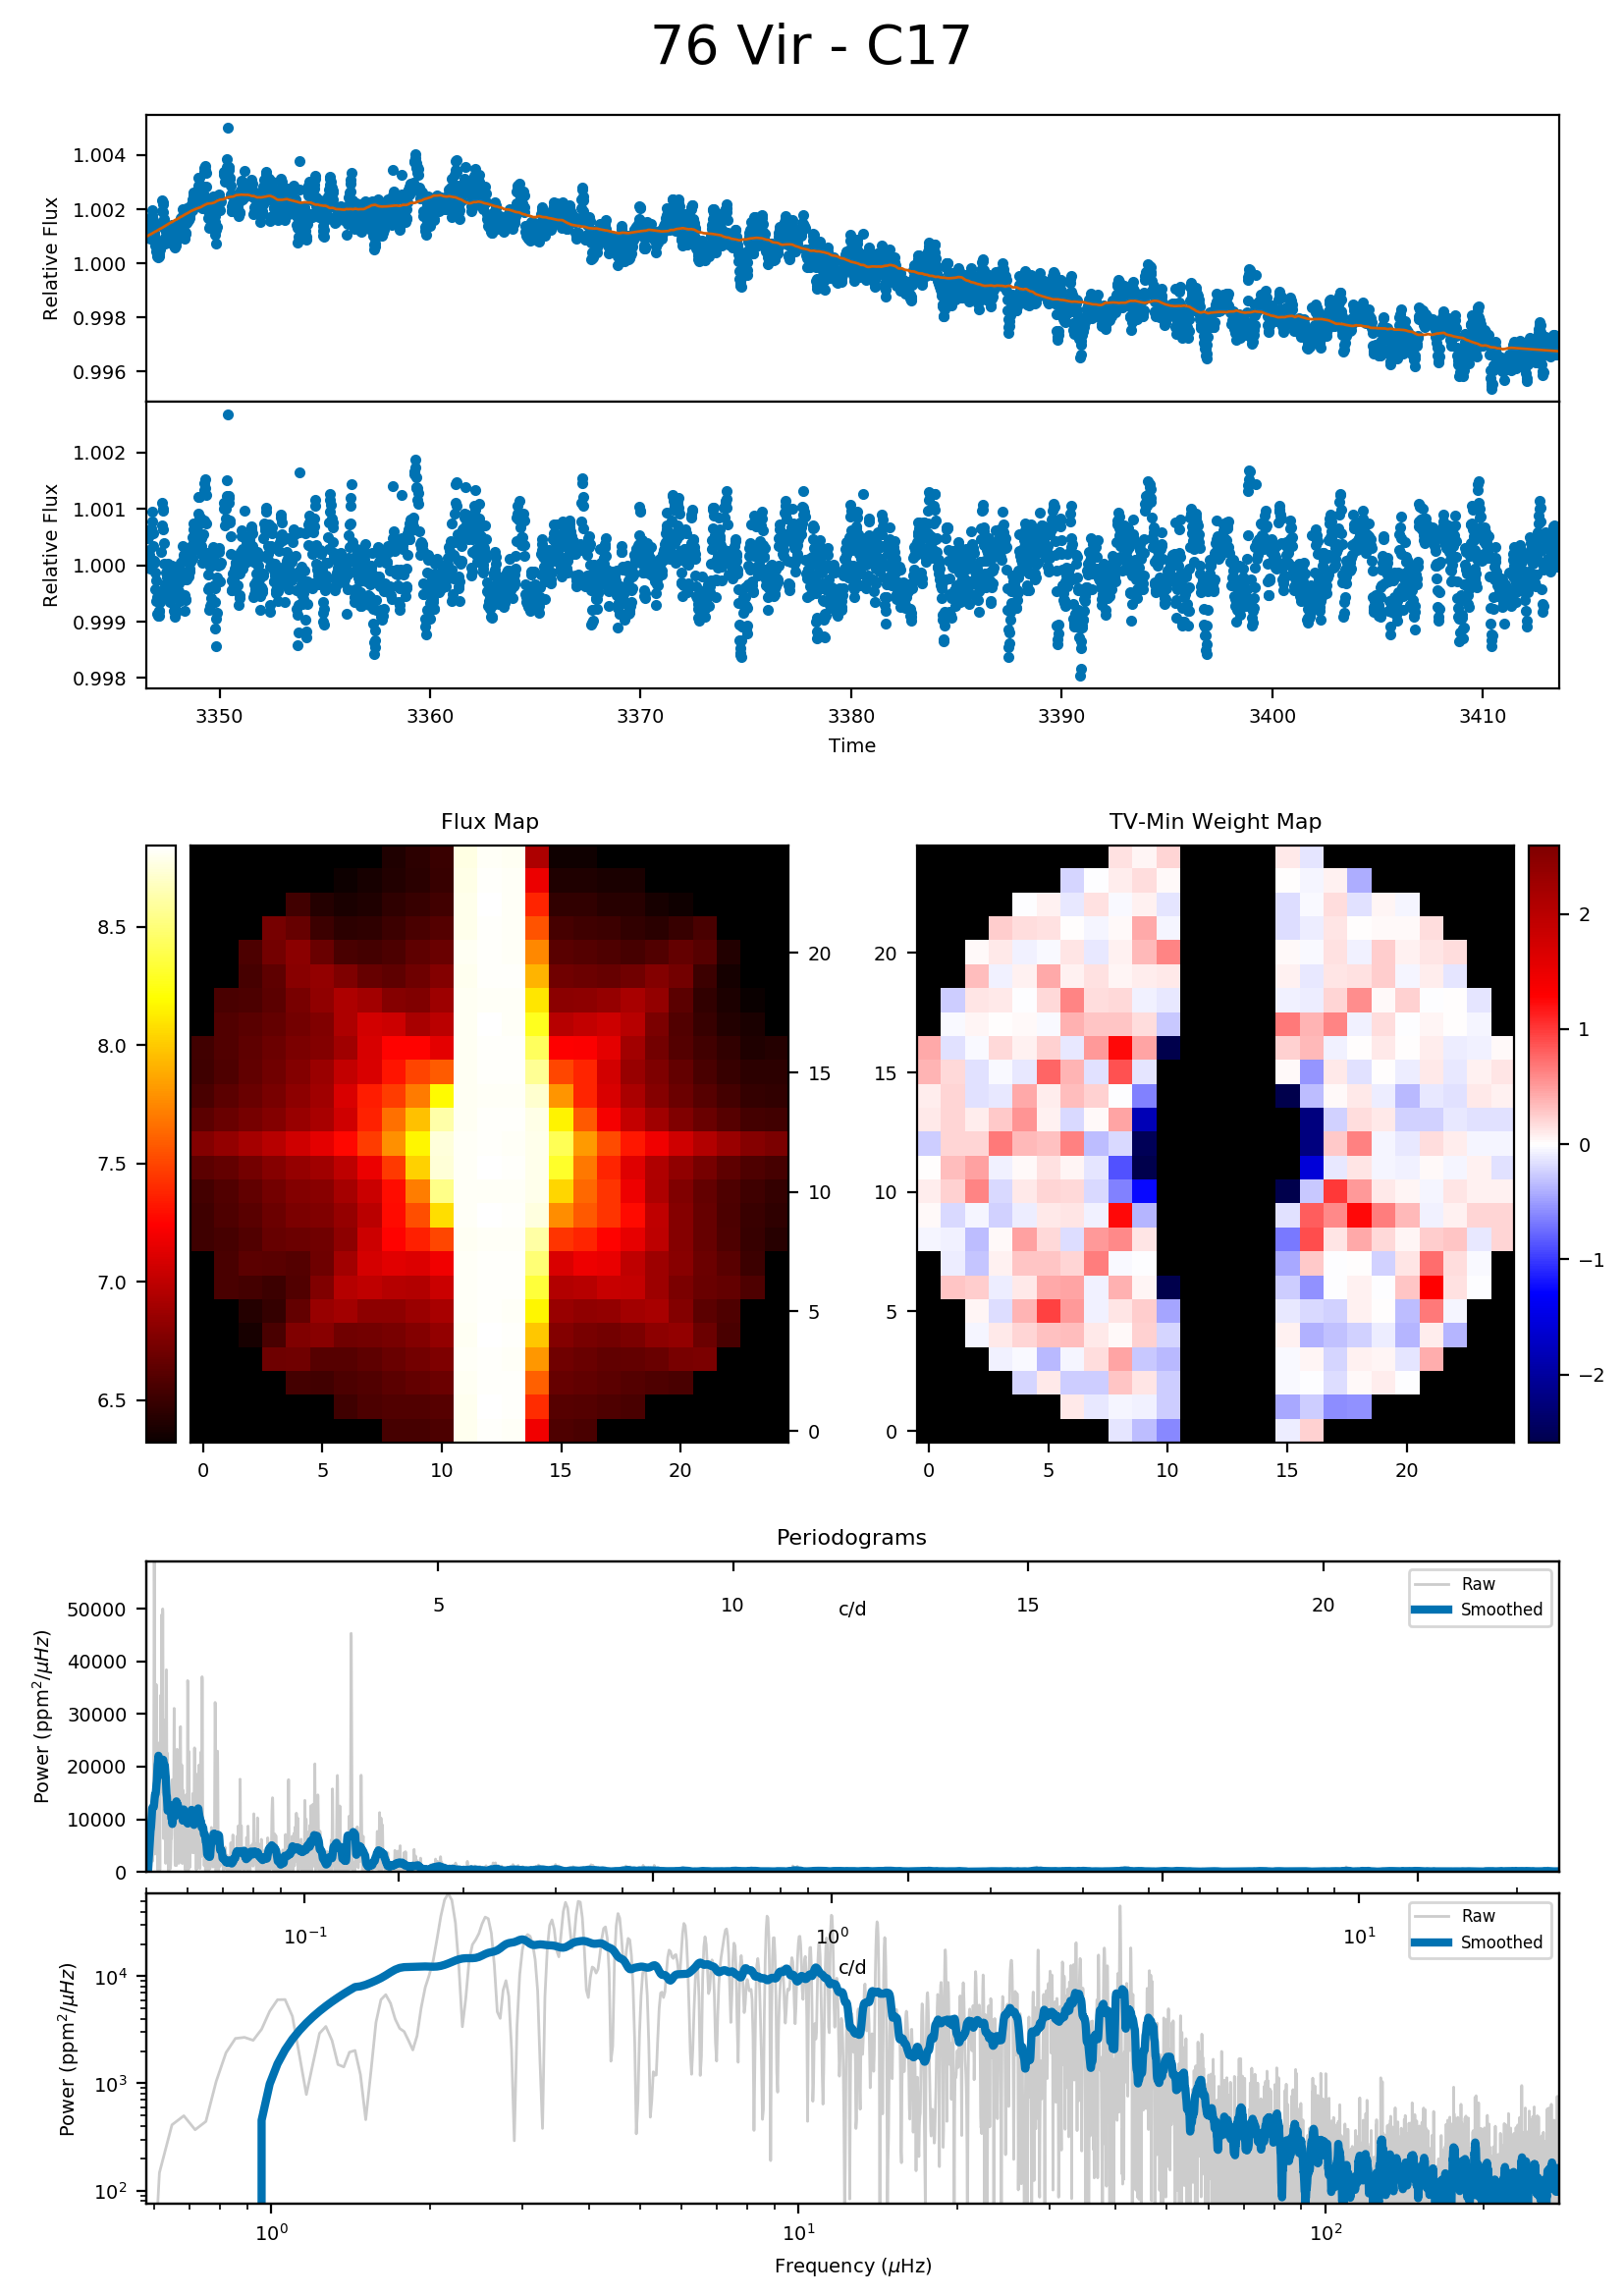 76 Vir - C17
1.004
1.002
1.000
0.998
0.996
Relative Flux
1.002
1.001
1.000
0.999
0.998
Relative Flux
3350 3360 3370 3380 3390 3400 3410
Time
Flux Map
TV-Min Weight Map
8.5
8.0
7.5
7.0
6.5
20
15
10
5
0
0 5 10 15 20
20
15
10
5
0
0 5 10 15 20
2
1
0
−1
−2
Periodograms
50000
40000
30000
20000
10000
0
Power (ppm²/μHz)
5 10 15 20
c/d
Raw
Smoothed
10⁴
10³
10²
Power (ppm²/μHz)
10⁻¹ 10⁰ 10¹
c/d
Raw
Smoothed
10⁰ 10¹ 10²
Frequency (μHz)